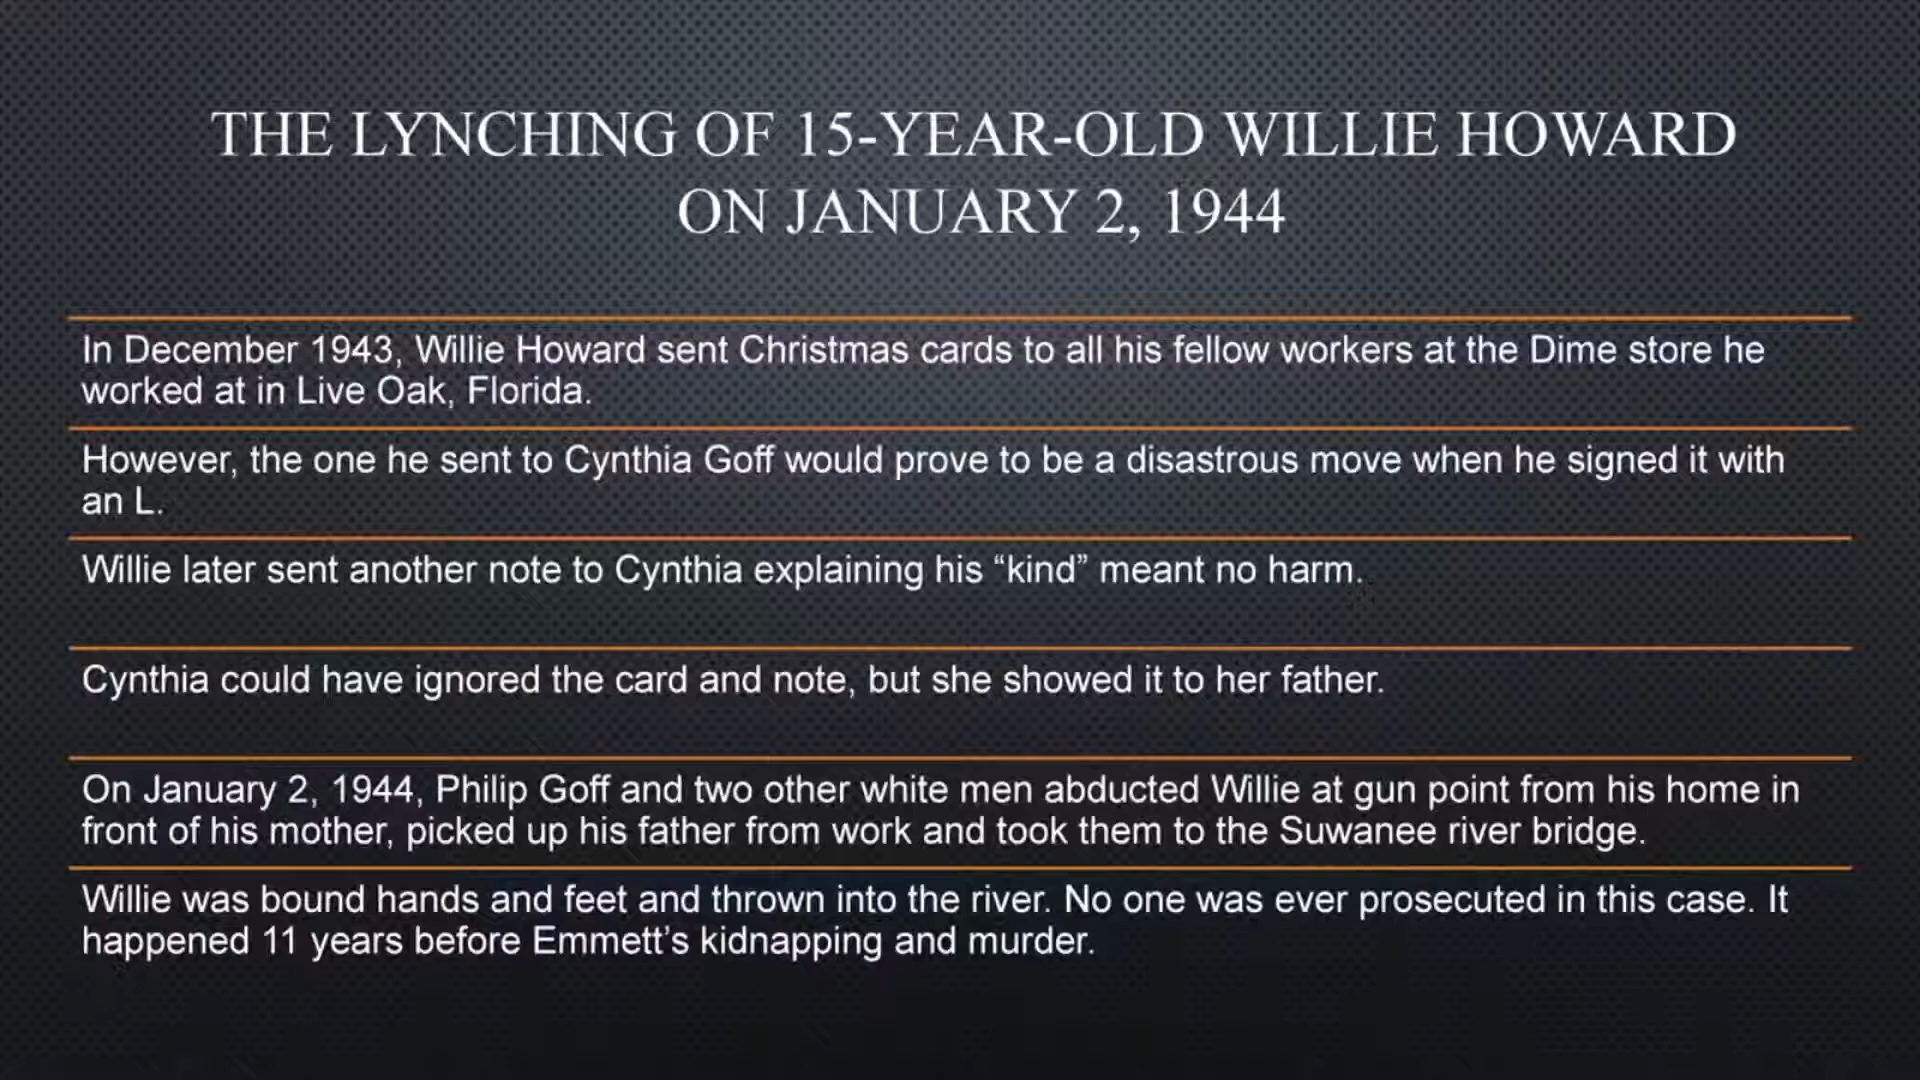 THE LYNCHING OF 15-YEAR-OLD WILLIE HOWARD
ON JANUARY 2, 1944
In December 1943, Willie Howard sent Christmas cards to all his fellow workers at the Dime store he
worked at in Live Oak, Florida.
However, the one he sent to Cynthia Goff would prove to be a disastrous move when he signed it with
an L.
Willie later sent another note to Cynthia explaining his “kind” meant no harm.
Cynthia could have ignored the card and note, but she showed it to her father.
On January 2, 1944, Philip Goff and two other white men abducted Willie at gun point from his home in
front of his mother, picked up his father from work and took them to the Suwanee river bridge.
Willie was bound hands and feet and thrown into the river. No one was ever prosecuted in this case. It
happened 11 years before Emmett’s kidnapping and murder.